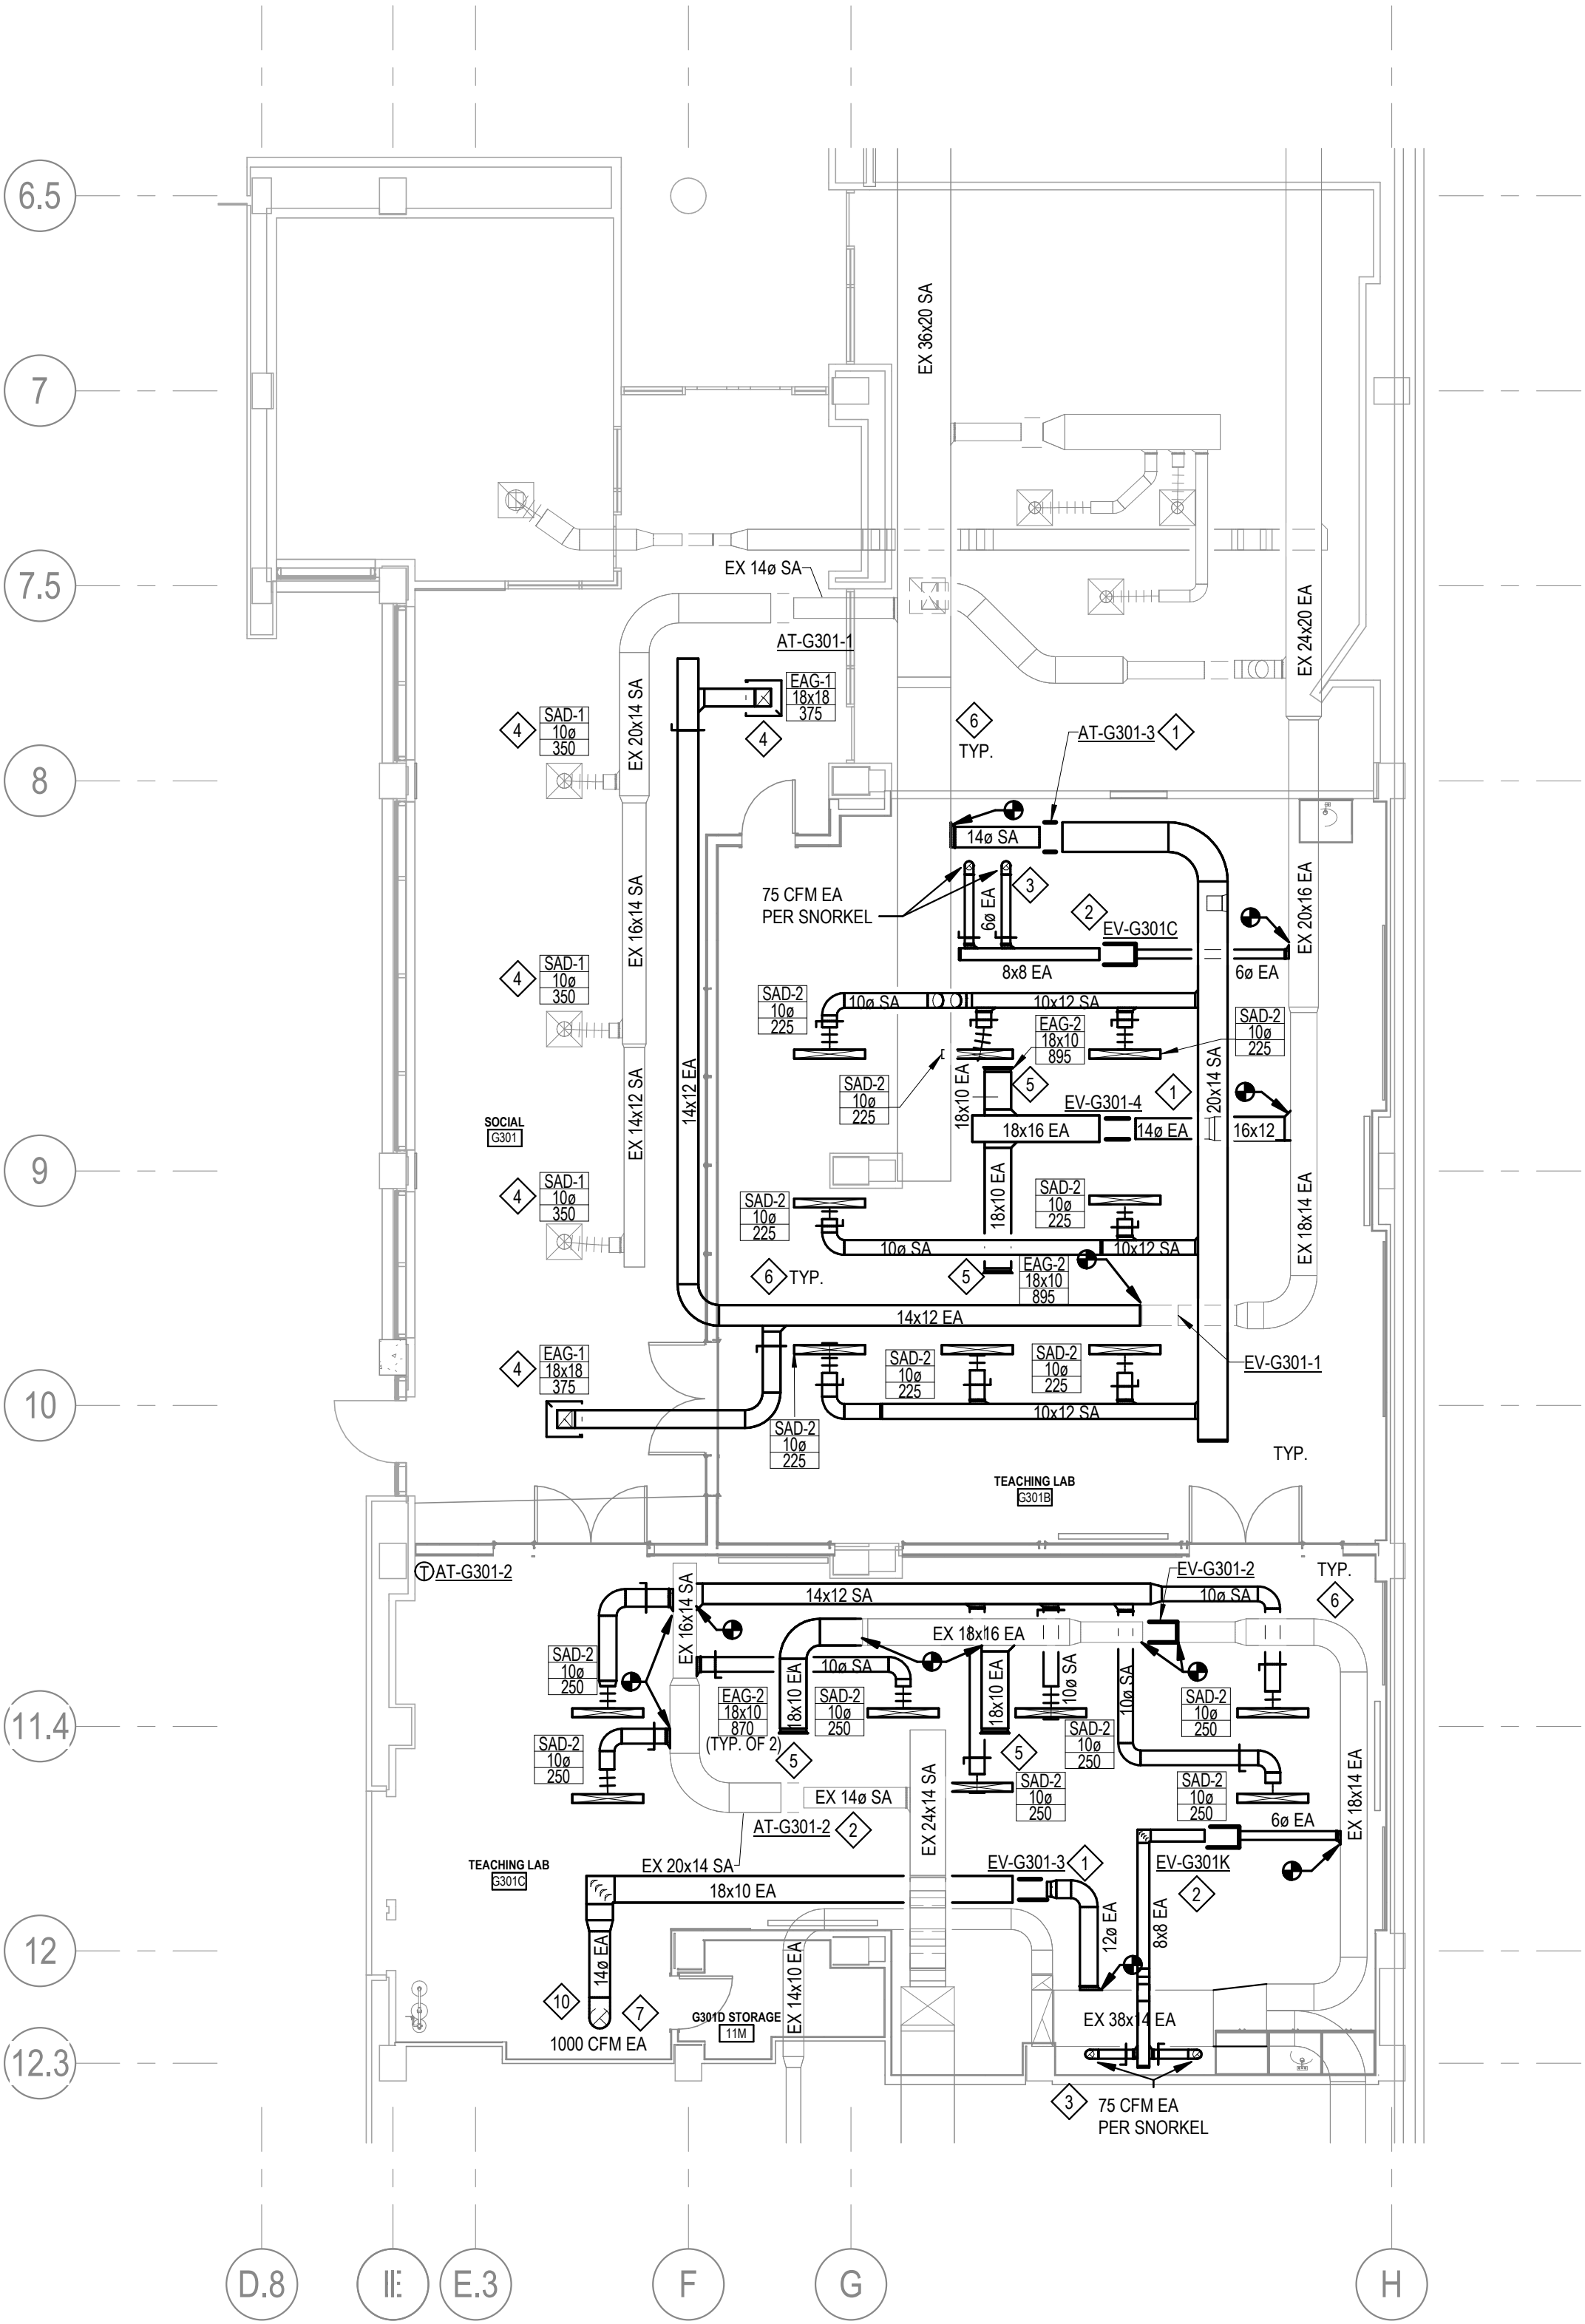 6.5
EX 36x20 SA
7
7.5
EX 14ø SA
EX 24x20 EA
AT-G301-1
EAG-1
18x18
375
4
SAD-1
10ø
350
4
EX 20x14 SA
6
TYP.
AT-G301-3
1
8
14ø SA
75 CFM EA
PER SNORKEL
6ø EA
3
2
EV-G301C
EX 20x16 EA
EX 16x14 SA
8x8 EA
6ø EA
4
SAD-1
10ø
350
SAD-2
10ø
225
10ø SA
10x12 SA
EAG-2
18x10
895
SAD-2
10ø
225
14x12 EA
EX 14x12 SA
SAD-2
10ø
225
18x10 EA
5
EV-G301-4
1
20x14 SA
SOCIAL
G301
18x16 EA
14ø EA
16x12
9
4
SAD-1
10ø
350
SAD-2
10ø
225
18x10 EA
SAD-2
10ø
225
EX 18x14 EA
10ø SA
10x12 SA
6
TYP.
5
EAG-2
18x10
895
14x12 EA
4
EAG-1
18x18
375
SAD-2
10ø
225
SAD-2
10ø
225
EV-G301-1
10
10x12 SA
SAD-2
10ø
225
TYP.
TEACHING LAB
G301B
T
AT-G301-2
EV-G301-2
TYP.
6
EX 16x14 SA
14x12 SA
10ø SA
EX 18x16 EA
SAD-2
10ø
250
10ø SA
18x10 EA
EAG-2
18x10
870
(TYP. OF 2)
SAD-2
10ø
250
18x10 EA
10ø SA
10ø SA
SAD-2
10ø
250
11.4
SAD-2
10ø
250
5
5
SAD-2
10ø
250
EX 14ø SA
EX 24x14 SA
SAD-2
10ø
250
SAD-2
10ø
250
EX 18x14 EA
AT-G301-2
2
6ø EA
TEACHING LAB
G301C
EX 20x14 SA
EV-G301-3
1
EV-G301K
2
18x10 EA
12
14ø EA
EX 14x10 EA
12ø EA
8x8 EA
10
7
G301D STORAGE
11M
EX 38x14 EA
1000 CFM EA
12.3
3
75 CFM EA
PER SNORKEL
D.8
E.3
F
G
H